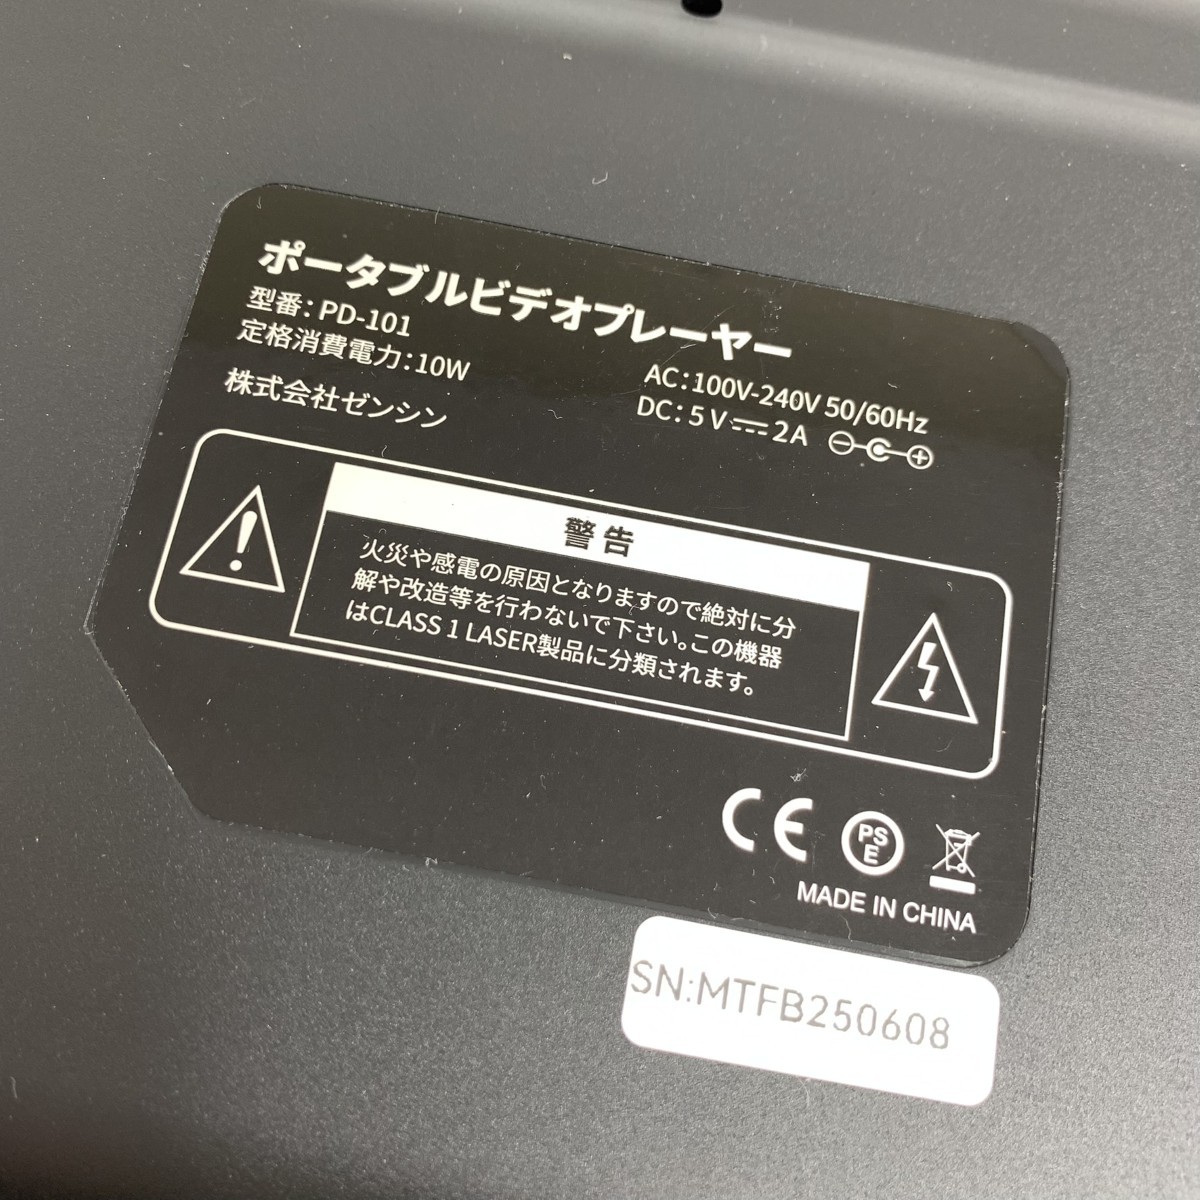 ポータブルビデオプレーヤー
型番：PD-101
定格消費電力：10W
AC：100V-240V 50/60Hz
DC：5V⎓2A
株式会社ゼンシン
警告
火災や感電の原因となりますので絶対に分
解や改造等を行わないで下さい。この機器
はCLASS 1 LASER製品に分類されます。
CE
PS
E
MADE IN CHINA
SN:MTFB250608